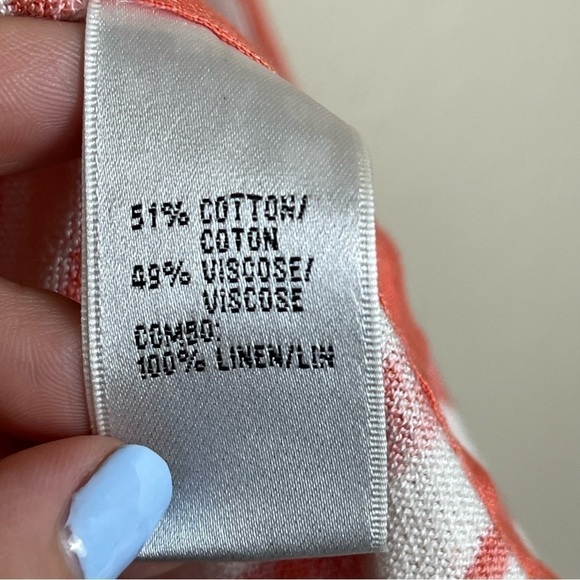 51% COTTON/
COTON
49% VISCOSE/
VISCOSE
COMBO:
100% LINEN/LIN